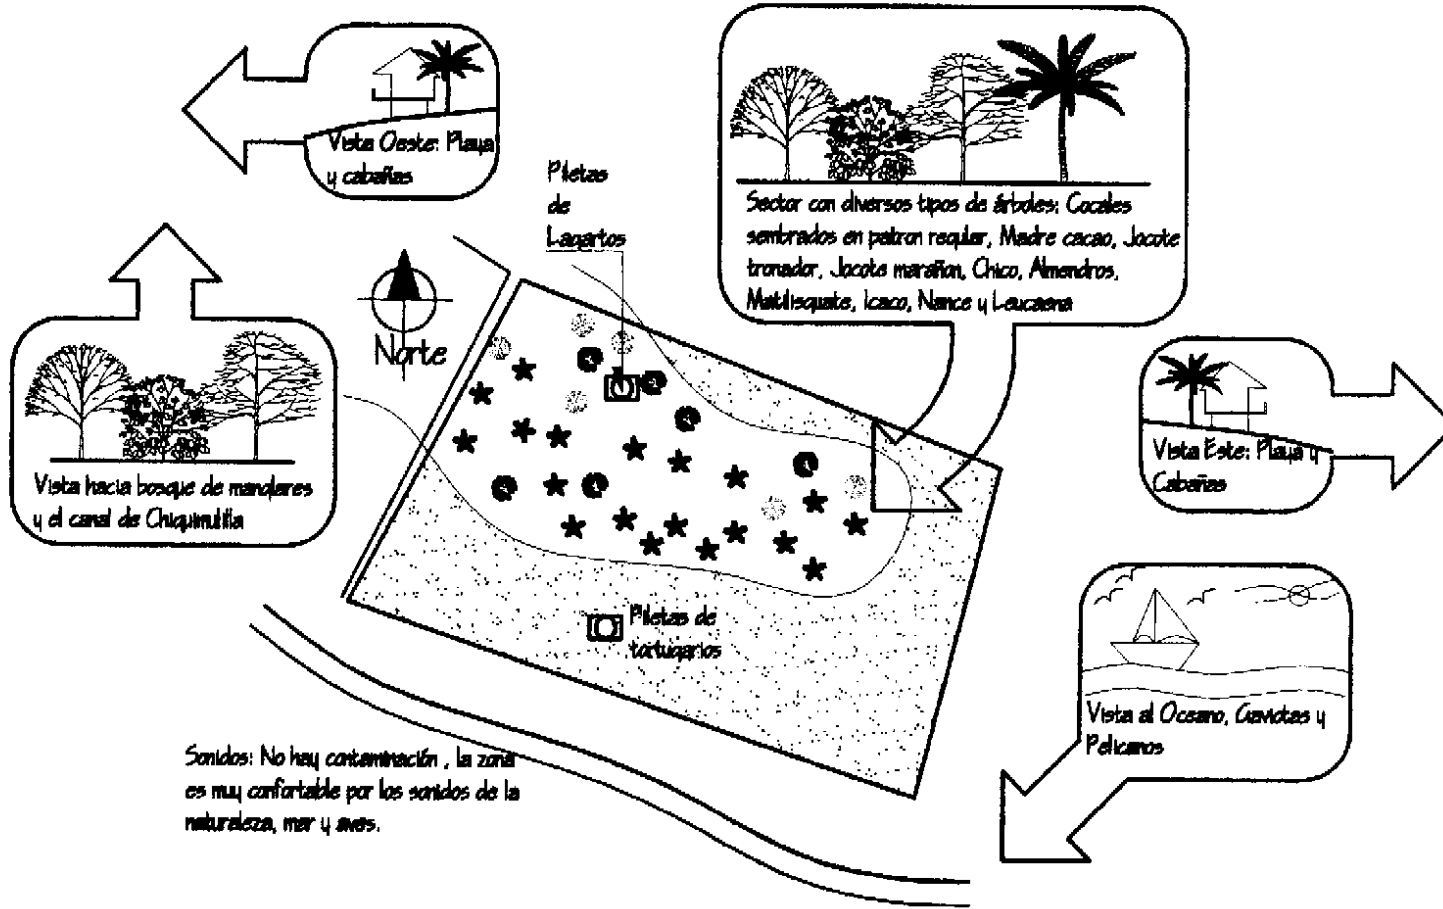 Vista Oeste: Playa
y cabañas
Piletas
de
Lagartos
Sector con diversos tipos de árboles: Cocales
sembrados en patron regular, Madre cacao, Jocote
tronador, Jocote marañon, Chico, Almendros,
Matilisguate, Icaco, Nance y Leucaena
Norte
Vista hacia bosque de manglares
y el canal de Chiquimulilla
Vista Este: Playa y
Cabañas
Piletas de
tortugarios
Vista al Oceano, Gaviotas y
Pelicanos
Sonidos: No hay contaminación , la zona
es muy confortable por los sonidos de la
naturaleza, mar y aves.